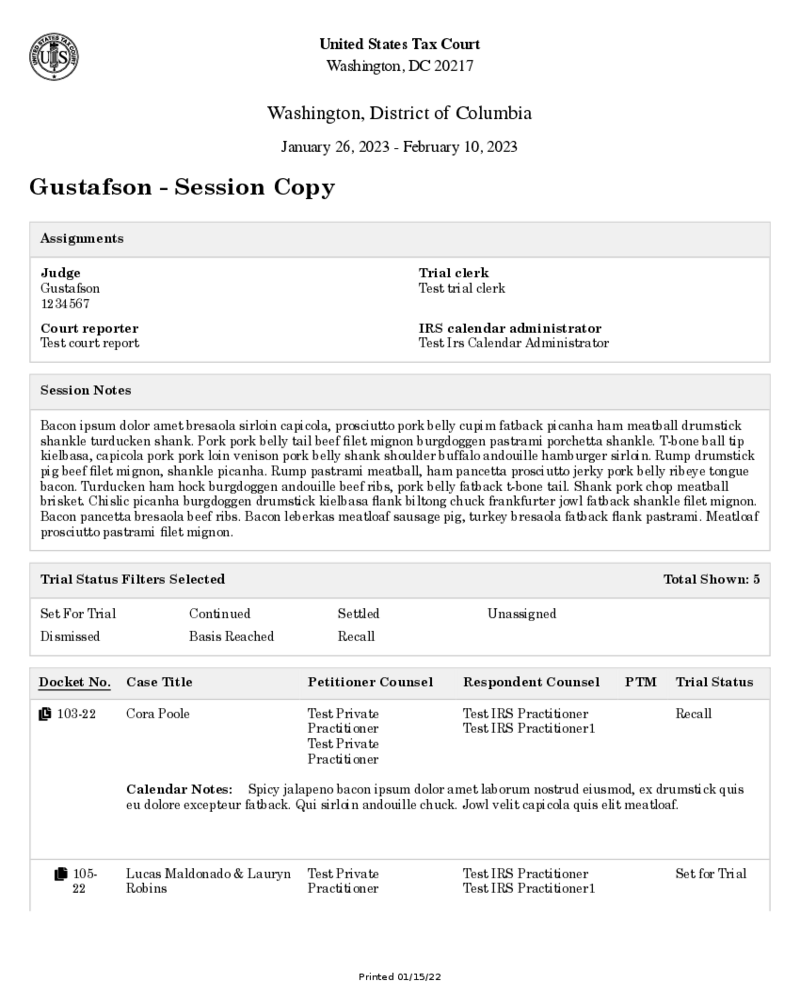 United States Tax Court
Washington, DC 20217
Washington, District of Columbia
January 26, 2023 - February 10, 2023
Gustafson - Session Copy
Assignments
Judge
Gustafson
1234567
Trial clerk
Test trial clerk
Court reporter
Test court report
IRS calendar administrator
Test Irs Calendar Administrator
Session Notes
Bacon ipsum dolor amet bresaola sirloin capicola, prosciutto pork belly cupim fatback picanha ham meatball drumstick
shankle turducken shank. Pork pork belly tail beef filet mignon burgdoggen pastrami porchetta shankle. T-bone ball tip
kielbasa, capicola pork pork loin venison pork belly shank shoulder buffalo andouille hamburger sirloin. Rump drumstick
pig beef filet mignon, shankle picanha. Rump pastrami meatball, ham pancetta prosciutto jerky pork belly ribeye tongue
bacon. Turducken ham hock burgdoggen andouille beef ribs, pork belly fatback t-bone tail. Shank pork chop meatball
brisket. Chislic picanha burgdoggen drumstick kielbasa flank biltong chuck frankfurter jowl fatback shankle filet mignon.
Bacon pancetta bresaola beef ribs. Bacon leberkas meatloaf sausage pig, turkey bresaola fatback flank pastrami. Meatloaf
prosciutto pastrami filet mignon.
Trial Status Filters Selected Total Shown: 5
Set For Trial Continued Settled Unassigned
Dismissed Basis Reached Recall
Docket No. Case Title Petitioner Counsel Respondent Counsel PTM Trial Status
103-22 Cora Poole Test Private Test IRS Practitioner Recall
Practitioner Test IRS Practitioner1
Test Private
Practitioner
Calendar Notes: Spicy jalapeno bacon ipsum dolor amet laborum nostrud eiusmod, ex drumstick quis
eu dolore excepteur fatback. Qui sirloin andouille chuck. Jowl velit capicola quis elit meatloaf.
105- Lucas Maldonado & Lauryn Test Private Test IRS Practitioner Set for Trial
22 Robins Practitioner Test IRS Practitioner1
Printed 01/15/22